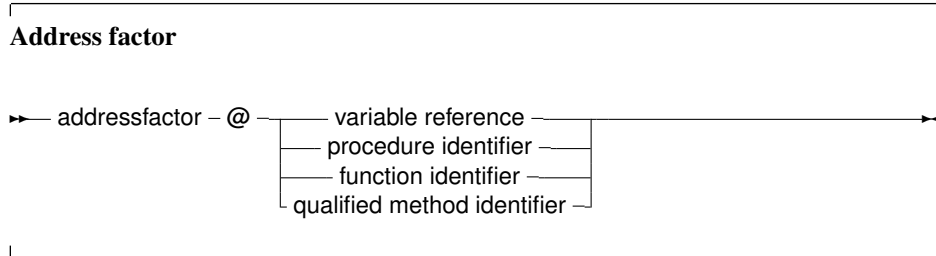 Address factor
addressfactor @ variable reference
procedure identifier
function identifier
qualified method identifier